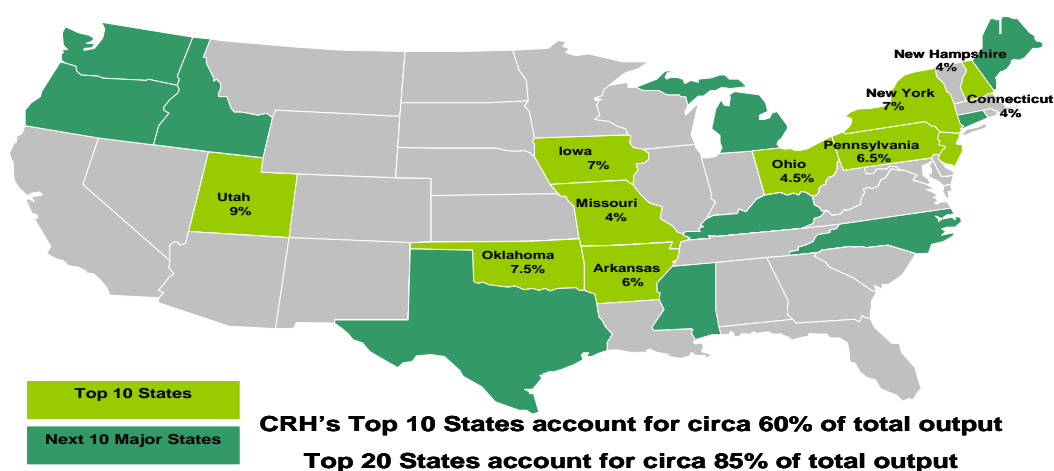 New Hampshire
4%
New York
7%
Connecticut
4%
Pennsylvania
6.5%
Iowa
7%
Ohio
4.5%
Utah
9%
Missouri
4%
Oklahoma
7.5%
Arkansas
6%
Top 10 States
Next 10 Major States
CRH's Top 10 States account for circa 60% of total output
Top 20 States account for circa 85% of total output